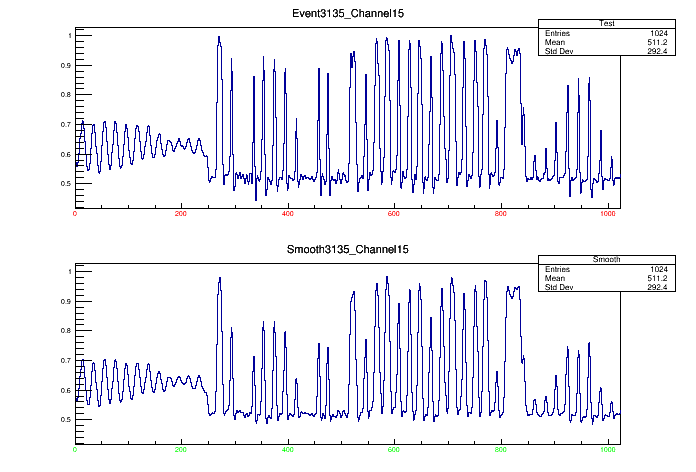 Event3135_Channel15
Test
Entries 1024
Mean 511.2
Std Dev 292.4
1
0.9
0.8
0.7
0.6
0.5
0 200 400 600 800 1000
Smooth3135_Channel15
Smooth
Entries 1024
Mean 511.2
Std Dev 292.4
1
0.9
0.8
0.7
0.6
0.5
0 200 400 600 800 1000